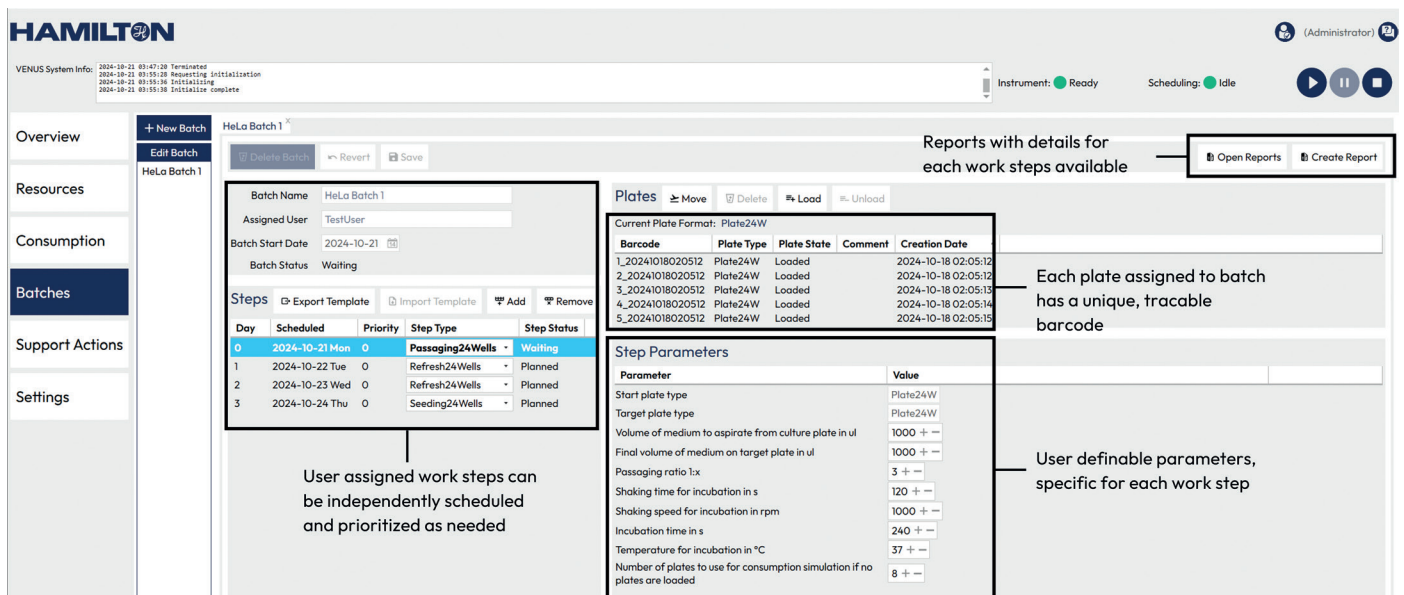 HAMILTON
(Administrator)
VENUS System Info:
2024-10-21 03:47:20 Terminated
2024-10-21 03:55:28 Requesting initialization
2024-10-21 03:55:36 Initializing
2024-10-21 03:55:38 Initialize complete
Instrument: Ready
Scheduling: Idle
Overview
Resources
Consumption
Batches
Support Actions
Settings
+ New Batch
Edit Batch
HeLa Batch 1
HeLa Batch 1 x
Delete Batch Revert Save
Reports with details for
each work steps available
Open Reports Create Report
Batch Name HeLa Batch 1
Assigned User TestUser
Batch Start Date 2024-10-21
Batch Status Waiting
Steps Export Template Import Template Add Remove
Day Scheduled Priority Step Type Step Status
0 2024-10-21 Mon 0 Passaging24Wells Waiting
1 2024-10-22 Tue 0 Refresh24Wells Planned
2 2024-10-23 Wed 0 Refresh24Wells Planned
3 2024-10-24 Thu 0 Seeding24Wells Planned
User assigned work steps can
be independently scheduled
and prioritized as needed
Plates Move Delete Load Unload
Current Plate Format: Plate24W
Barcode Plate Type Plate State Comment Creation Date
1_20241018020512 Plate24W Loaded 2024-10-18 02:05:12
2_20241018020512 Plate24W Loaded 2024-10-18 02:05:12
3_20241018020512 Plate24W Loaded 2024-10-18 02:05:13
4_20241018020512 Plate24W Loaded 2024-10-18 02:05:14
5_20241018020512 Plate24W Loaded 2024-10-18 02:05:15
Each plate assigned to batch
has a unique, tracable
barcode
Step Parameters
Parameter Value
Start plate type Plate24W
Target plate type Plate24W
Volume of medium to aspirate from culture plate in ul 1000 + −
Final volume of medium on target plate in ul 1000 + −
Passaging ratio 1:x 3 + −
Shaking time for incubation in s 120 + −
Shaking speed for incubation in rpm 1000 + −
Incubation time in s 240 + −
Temperature for incubation in °C 37 + −
Number of plates to use for consumption simulation if no
plates are loaded 8 + −
User definable parameters,
specific for each work step